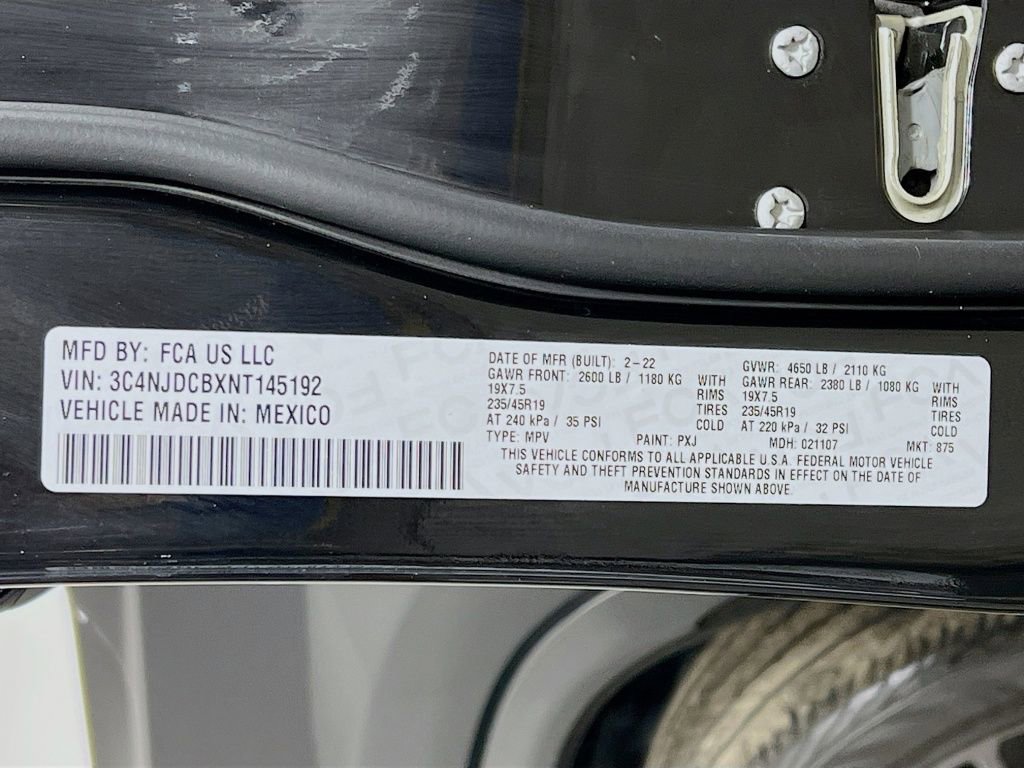 MFD BY: FCA US LLC
VIN: 3C4NJDCBXNT145192
VEHICLE MADE IN: MEXICO
DATE OF MFR (BUILT): 2-22
GAWR FRONT: 2600 LB / 1180 KG WITH
19X7.5 RIMS
235/45R19 TIRES
AT 240 kPa / 35 PSI COLD
GVWR: 4650 LB / 2110 KG
GAWR REAR: 2380 LB / 1080 KG WITH
19X7.5 RIMS
235/45R19 TIRES
AT 220 kPa / 32 PSI COLD
TYPE: MPV PAINT: PXJ MDH: 021107 MKT: 875
THIS VEHICLE CONFORMS TO ALL APPLICABLE U.S.A. FEDERAL MOTOR VEHICLE
SAFETY AND THEFT PREVENTION STANDARDS IN EFFECT ON THE DATE OF
MANUFACTURE SHOWN ABOVE.